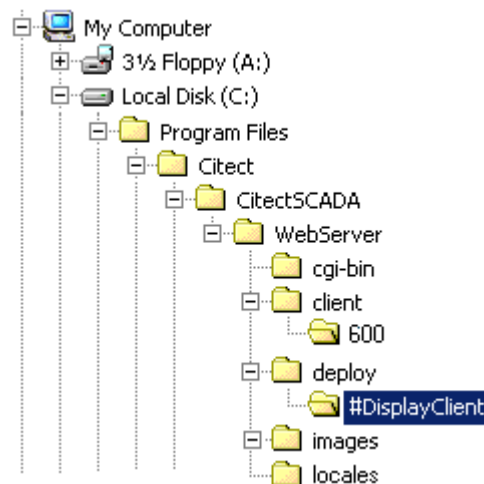 My Computer
3½ Floppy (A:)
Local Disk (C:)
Program Files
Citect
CitectSCADA
WebServer
cgi-bin
client
600
deploy
#DisplayClient
images
locales